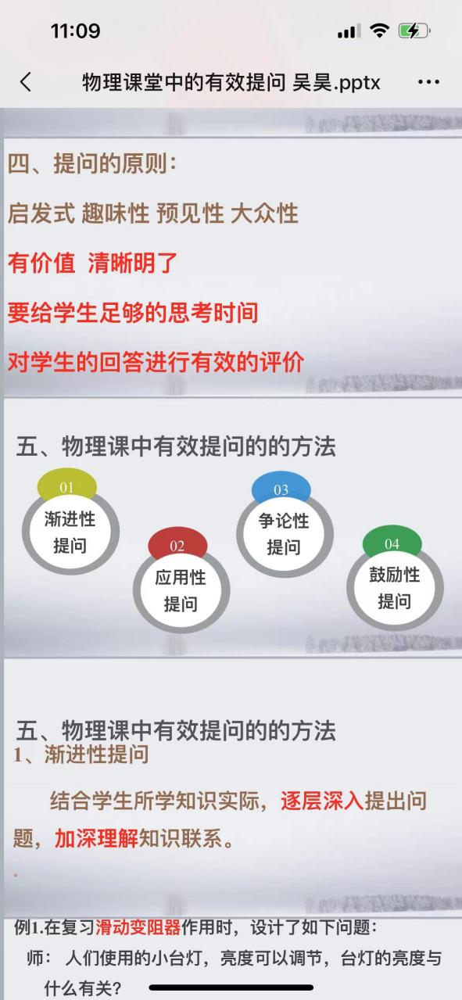 11:09
物理课堂中的有效提问 吴昊.pptx
四、提问的原则：
启发式 趣味性 预见性 大众性
有价值 清晰明了
要给学生足够的思考时间
对学生的回答进行有效的评价
五、物理课中有效提问的的方法
01
渐进性
提问
02
应用性
提问
03
争论性
提问
04
鼓励性
提问
五、物理课中有效提问的的方法
1、渐进性提问
结合学生所学知识实际，逐层深入提出问
题，加深理解知识联系。
。
例1.在复习滑动变阻器作用时，设计了如下问题：
师： 人们使用的小台灯，亮度可以调节，台灯的亮度与
什么有关?